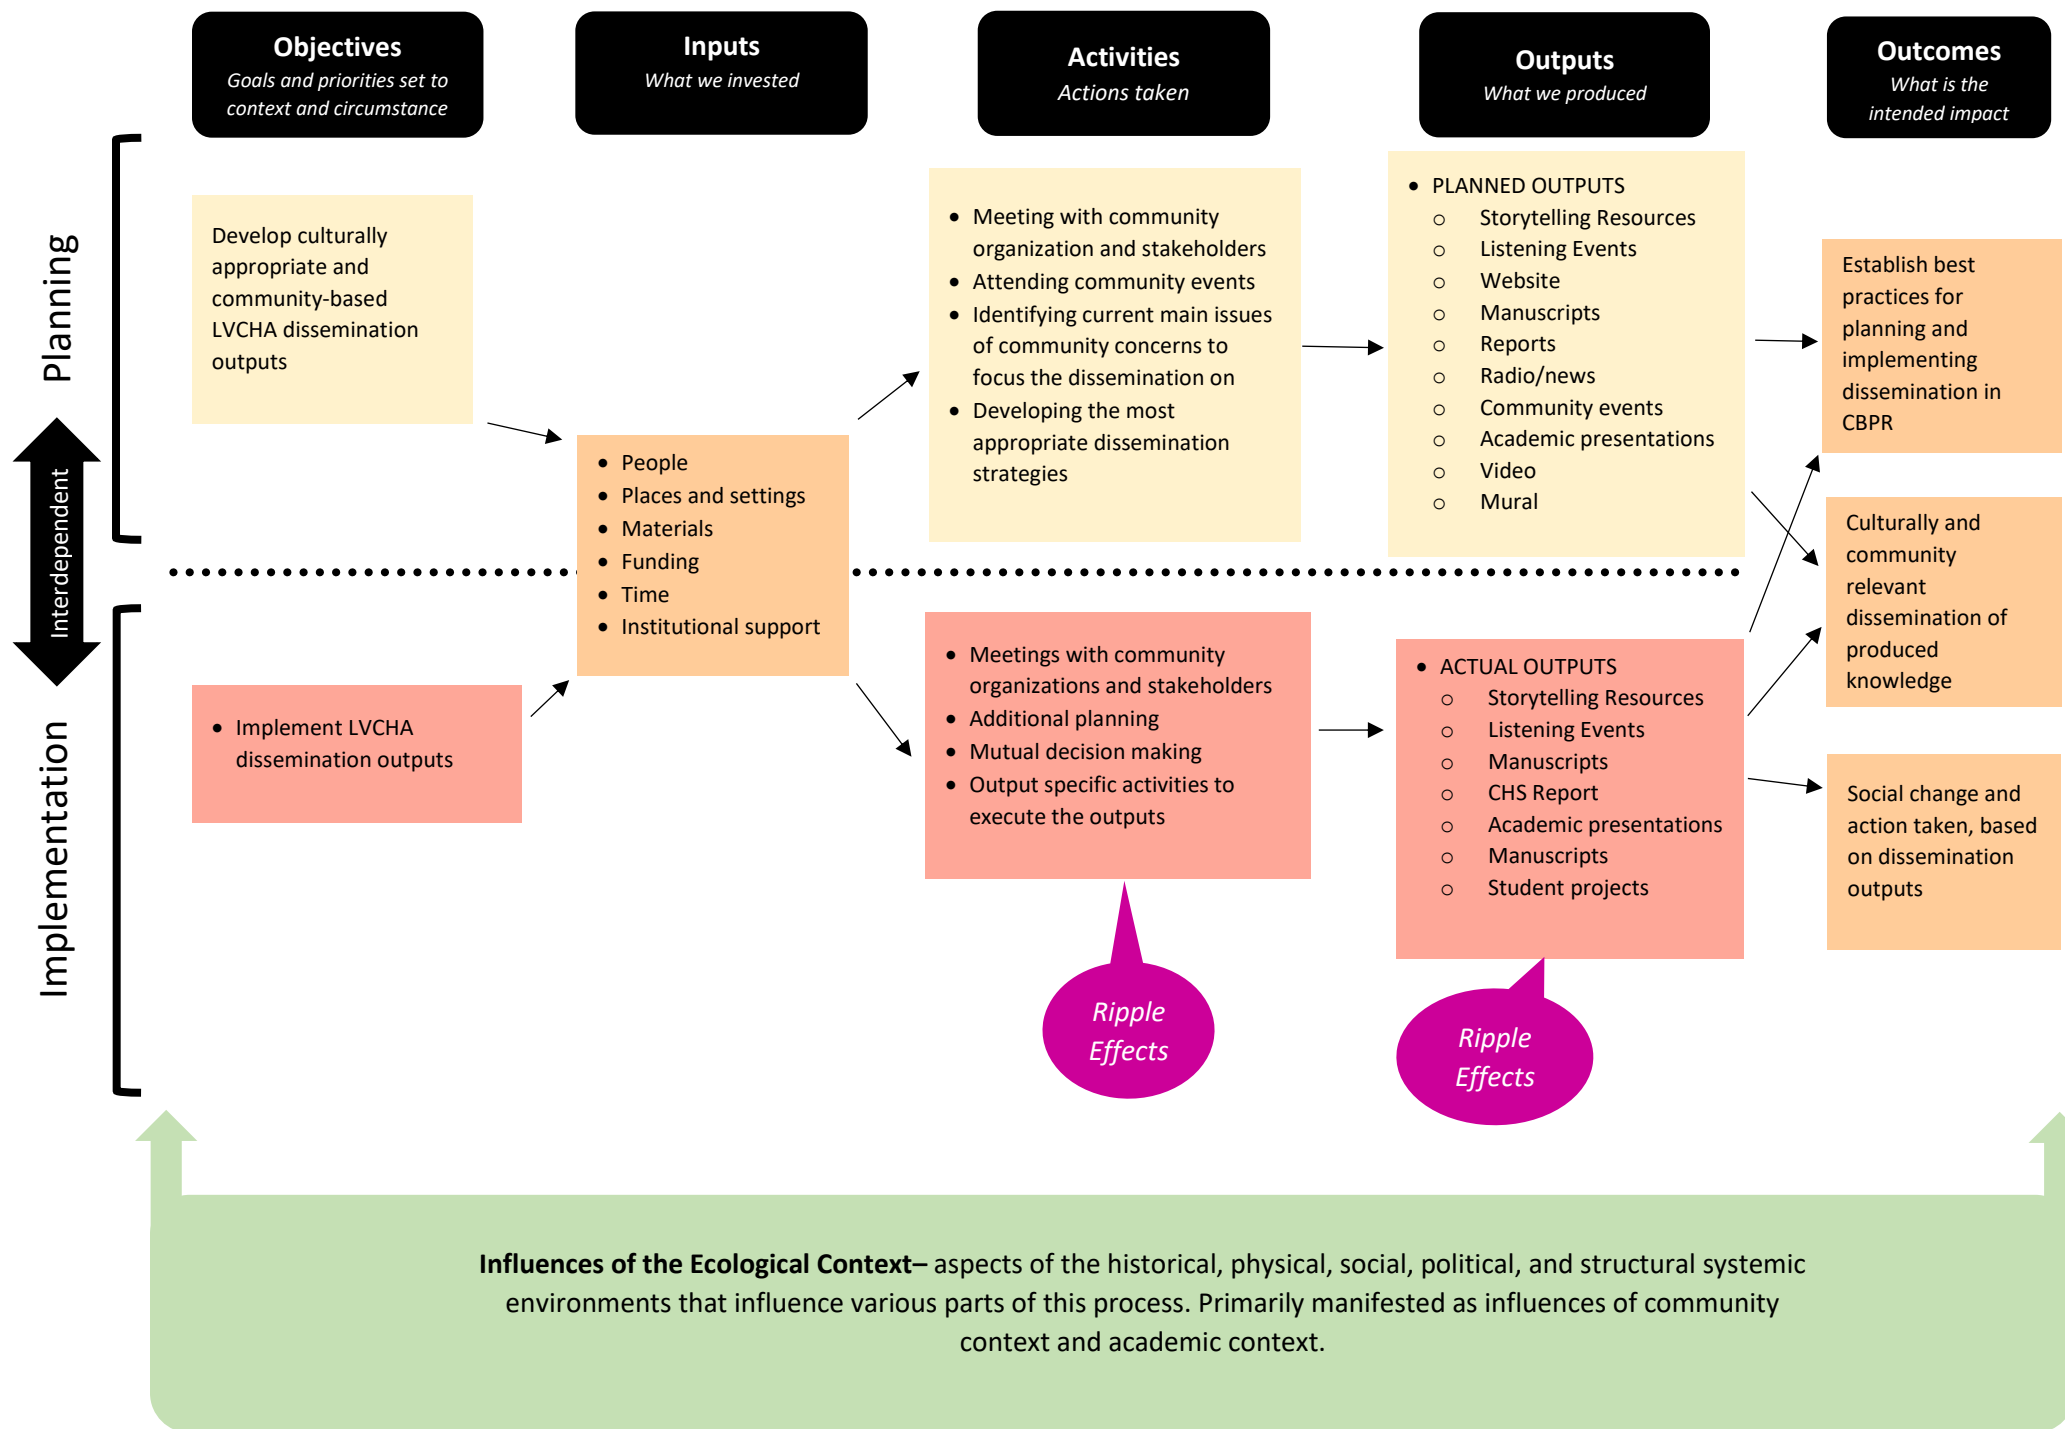 Objectives
Goals and priorities set to
context and circumstance
Inputs
What we invested
Activities
Actions taken
Outputs
What we produced
Outcomes
What is the
intended impact
Planning
Interdependent
Implementation
Develop culturally
appropriate and
community-based
LVCHA dissemination
outputs
• Implement LVCHA
dissemination outputs
• People
• Places and settings
• Materials
• Funding
• Time
• Institutional support
• Meeting with community
organization and stakeholders
• Attending community events
• Identifying current main issues
of community concerns to
focus the dissemination on
• Developing the most
appropriate dissemination
strategies
• Meetings with community
organizations and stakeholders
• Additional planning
• Mutual decision making
• Output specific activities to
execute the outputs
Ripple
Effects
• PLANNED OUTPUTS
o Storytelling Resources
o Listening Events
o Website
o Manuscripts
o Reports
o Radio/news
o Community events
o Academic presentations
o Video
o Mural
• ACTUAL OUTPUTS
o Storytelling Resources
o Listening Events
o Manuscripts
o CHS Report
o Academic presentations
o Manuscripts
o Student projects
Ripple
Effects
Establish best
practices for
planning and
implementing
dissemination in
CBPR
Culturally and
community
relevant
dissemination of
produced
knowledge
Social change and
action taken, based
on dissemination
outputs
Influences of the Ecological Context– aspects of the historical, physical, social, political, and structural systemic
environments that influence various parts of this process. Primarily manifested as influences of community
context and academic context.